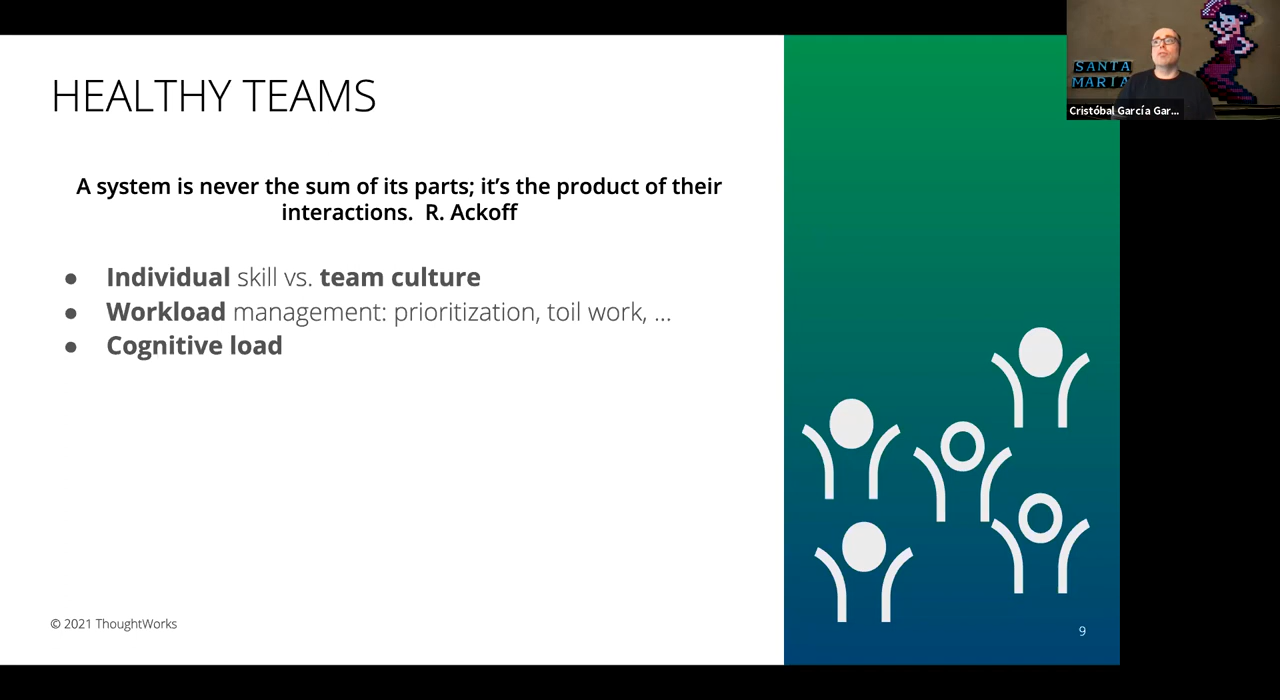 HEALTHY TEAMS
A system is never the sum of its parts; it’s the product of their
interactions.  R. Ackoff
● Individual skill vs. team culture
● Workload management: prioritization, toil work, ...
● Cognitive load
© 2021 ThoughtWorks
9
SANTA
MARIA
Cristóbal García Gar...